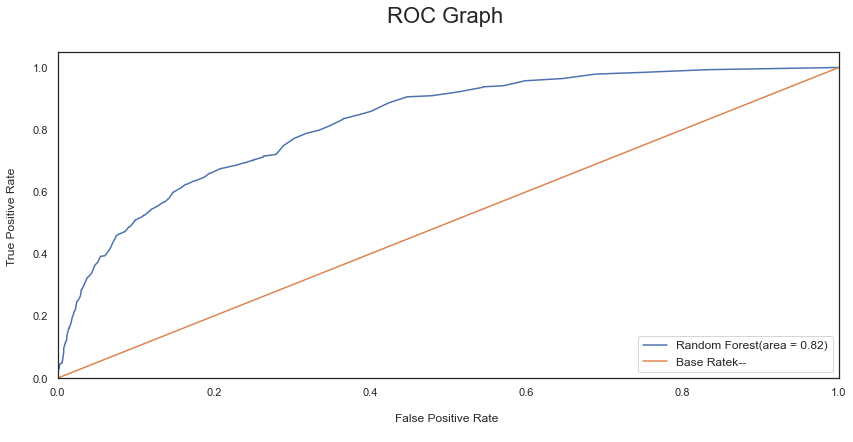 ROC Graph
1.0
0.8
0.6
0.4
0.2
0.0
True Positive Rate
0.0 0.2 0.4 0.6 0.8 1.0
False Positive Rate
Random Forest(area = 0.82)
Base Ratek--